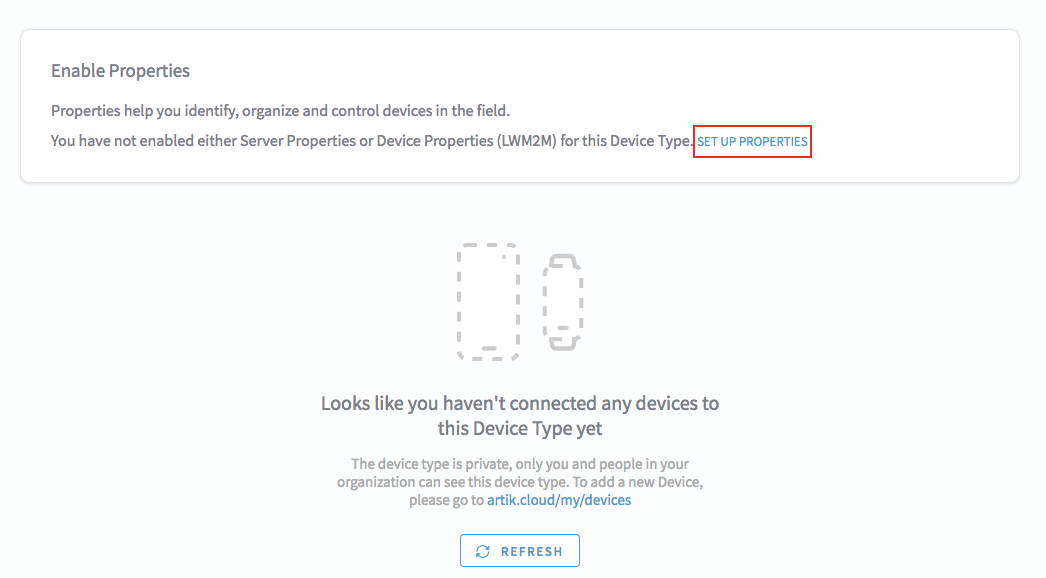 Enable Properties
Properties help you identify, organize and control devices in the field.
You have not enabled either Server Properties or Device Properties (LWM2M) for this Device Type. SET UP PROPERTIES
Looks like you haven't connected any devices to
this Device Type yet
The device type is private, only you and people in your
organization can see this device type. To add a new Device,
please go to artik.cloud/my/devices
REFRESH